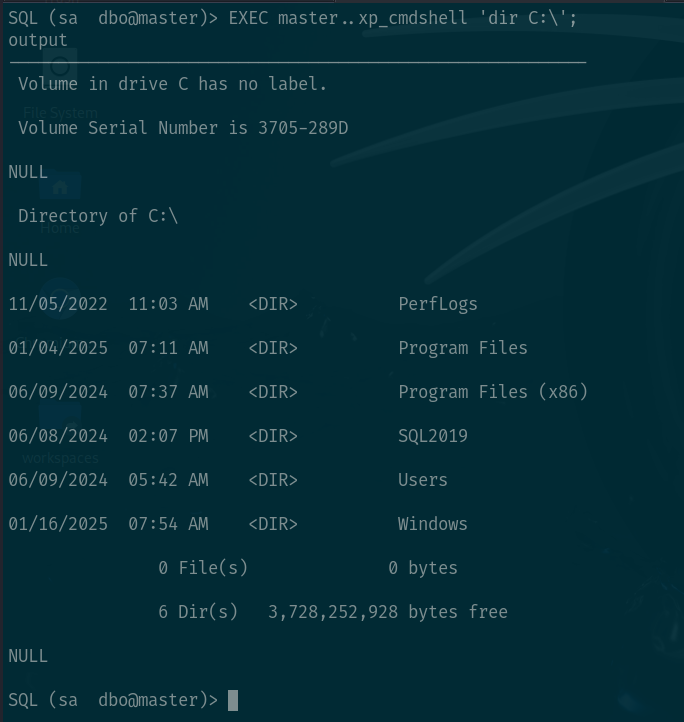 SQL (sa  dbo@master)> EXEC master..xp_cmdshell 'dir C:\';
output
 Volume in drive C has no label.
 Volume Serial Number is 3705-289D
NULL
 Directory of C:\
NULL
11/05/2022  11:03 AM    <DIR>          PerfLogs
01/04/2025  07:11 AM    <DIR>          Program Files
06/09/2024  07:37 AM    <DIR>          Program Files (x86)
06/08/2024  02:07 PM    <DIR>          SQL2019
06/09/2024  05:42 AM    <DIR>          Users
01/16/2025  07:54 AM    <DIR>          Windows
               0 File(s)              0 bytes
               6 Dir(s)   3,728,252,928 bytes free
NULL
SQL (sa  dbo@master)>
File System
Home
workspaces